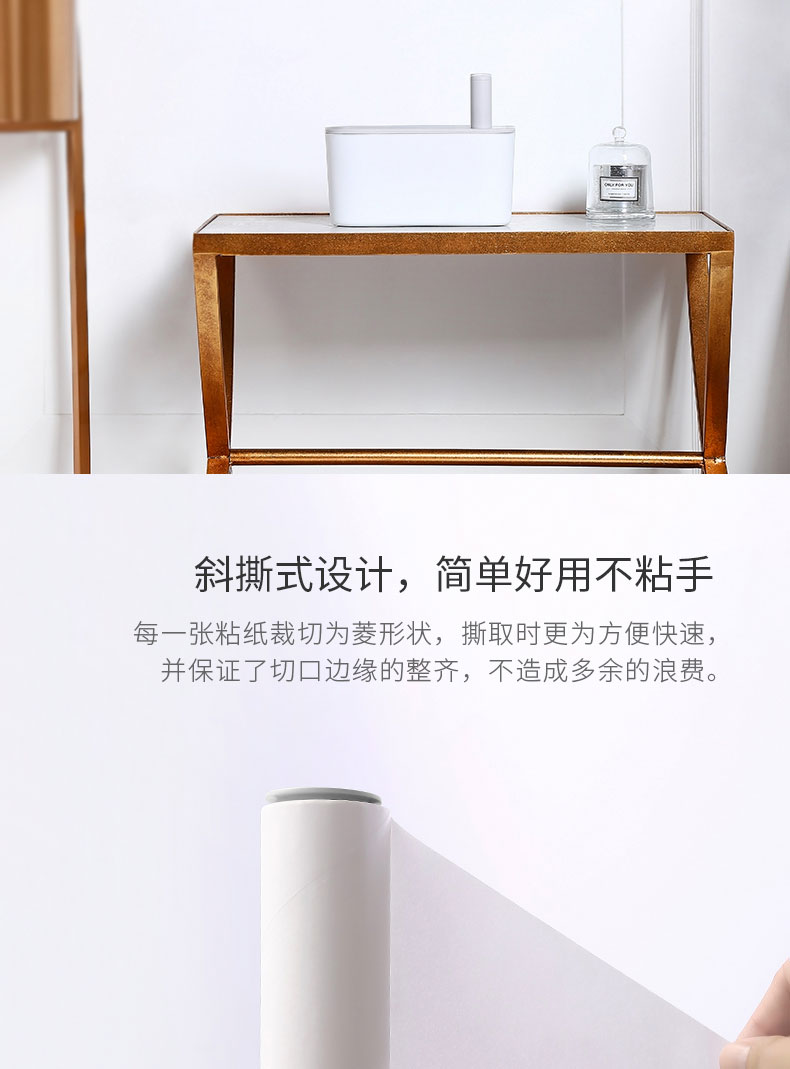 ONLY FOR YOU
斜撕式设计，简单好用不粘手
每一张粘纸裁切为菱形状，撕取时更为方便快速，
并保证了切口边缘的整齐，不造成多余的浪费。